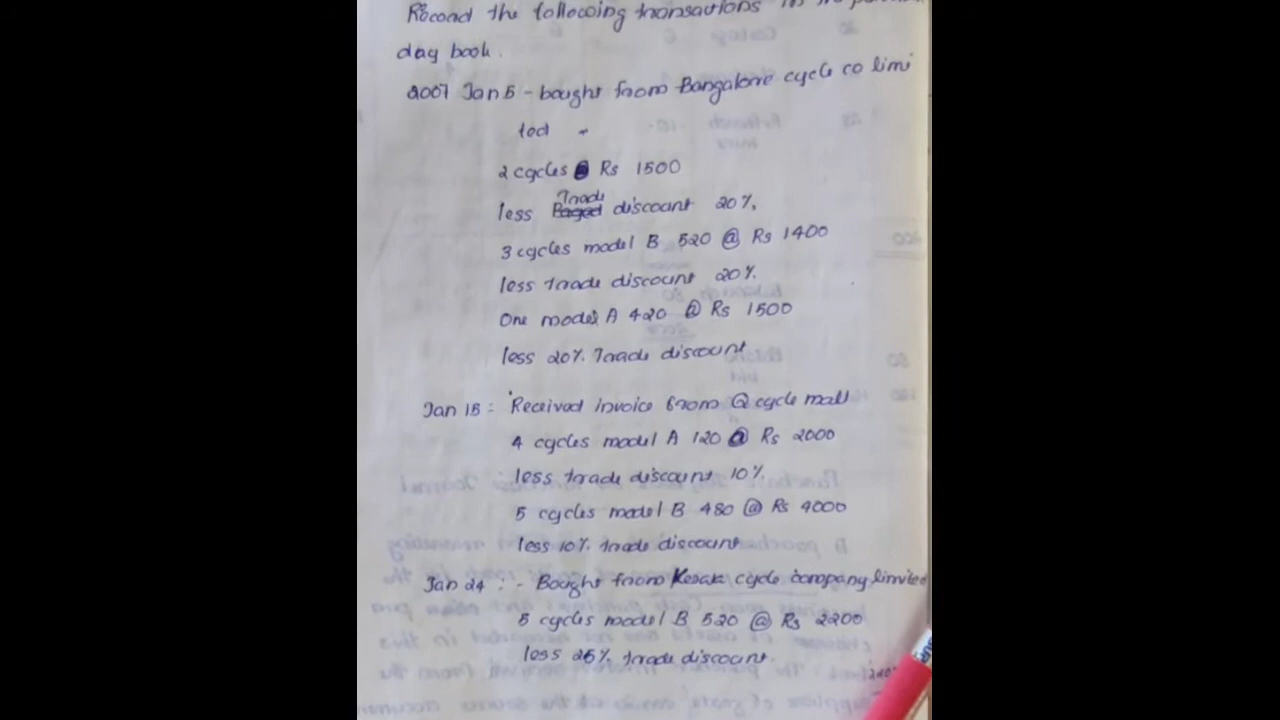 Record the following transactions in
day book.
2007 Jan 5 - bought from Bangalore cycle co limi
ted -
2 cycles @ Rs 1500
less Trade discount 20%.
3 cycles model B 520 @ Rs 1400
less trade discount 20%.
One model A 420 @ Rs 1500
less 20% Trade discount
Jan 15 : Received invoice from Q cycle mall
4 cycles model A 120 @ Rs 2000
less trade discount 10%.
5 cycles model B 480 @ Rs 4000
less 10% trade discount
Jan 24 : - Bought from cycle company limited
5 cycles model B 520 @ Rs 2200
less 25% trade discount.